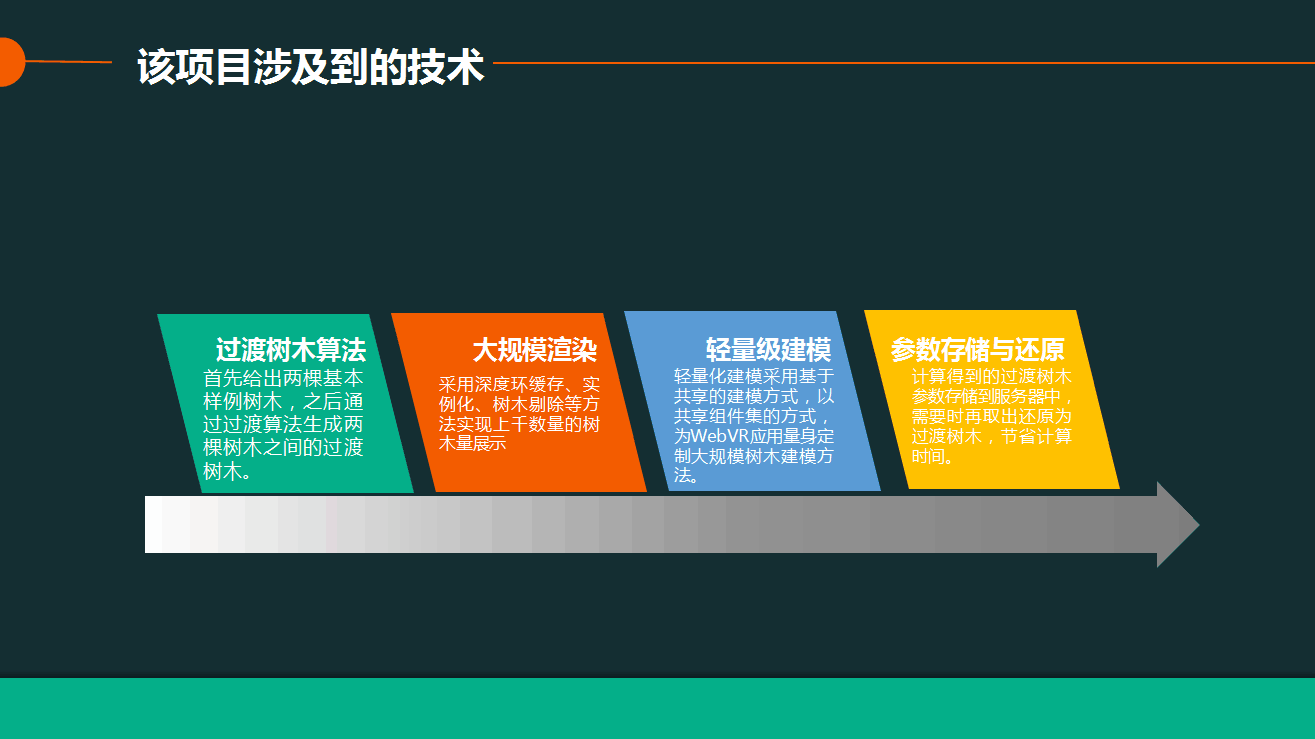 该项目涉及到的技术
过渡树木算法
首先给出两棵基本
样例树木，之后通
过过渡算法生成两
棵树木之间的过渡
树木。
大规模渲染
采用深度环缓存、实
例化、树木剔除等方
法实现上千数量的树
木量展示
轻量级建模
轻量化建模采用基于
共享的建模方式，以
共享组件集的方式，
为WebVR应用量身定
制大规模树木建模方
法。
参数存储与还原
计算得到的过渡树木
参数存储到服务器中，
需要时再取出还原为
过渡树木，节省计算
时间。